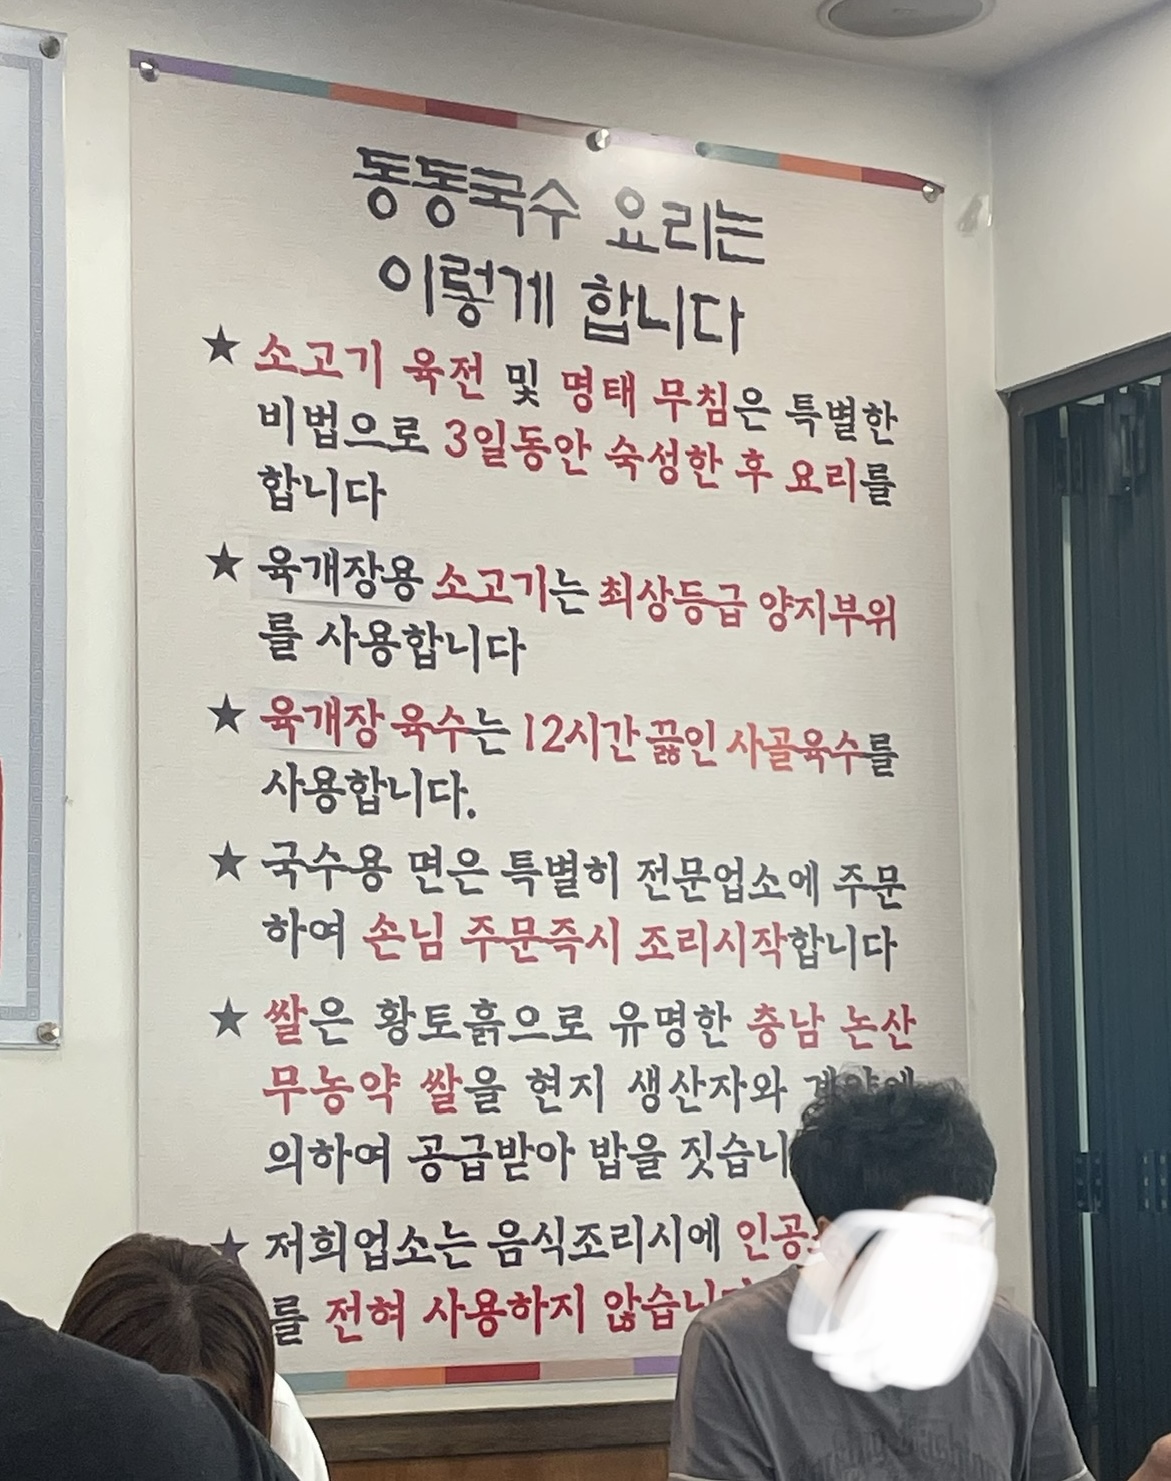 동동국수 요리는
이렇게 합니다
★ 소고기 육전 및 명태 무침은 특별한
비법으로 3일동안 숙성한 후 요리를
합니다
★ 육개장용 소고기는 최상등급 양지부위
를 사용합니다
★ 육개장 육수는 12시간 끓인 사골육수를
사용합니다.
★ 국수용 면은 특별히 전문업소에 주문
하여 손님 주문즉시 조리시작합니다
★ 쌀은 황토흙으로 유명한 충남 논산
무농약 쌀을 현지 생산자와 계약에
의하여 공급받아 밥을 짓습니
★ 저희업소는 음식조리시에 인공
를 전혀 사용하지 않습니